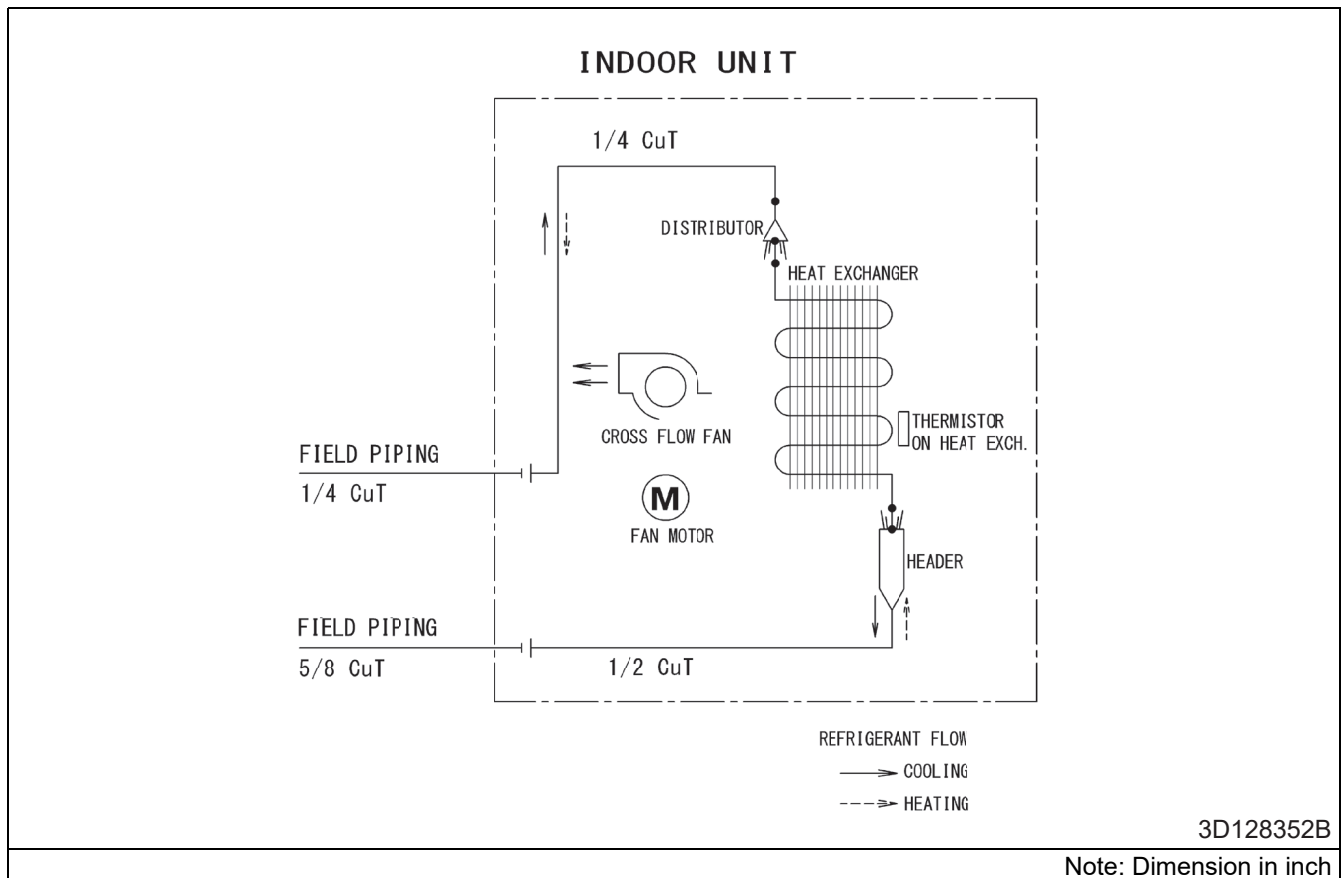 INDOOR UNIT
1/4 CuT
DISTRIBUTOR
HEAT EXCHANGER
THERMISTOR
ON HEAT EXCH.
CROSS FLOW FAN
FIELD PIPING
1/4 CuT
M
FAN MOTOR
HEADER
FIELD PIPING
5/8 CuT
1/2 CuT
REFRIGERANT FLOW
COOLING
HEATING
3D128352B
Note: Dimension in inch